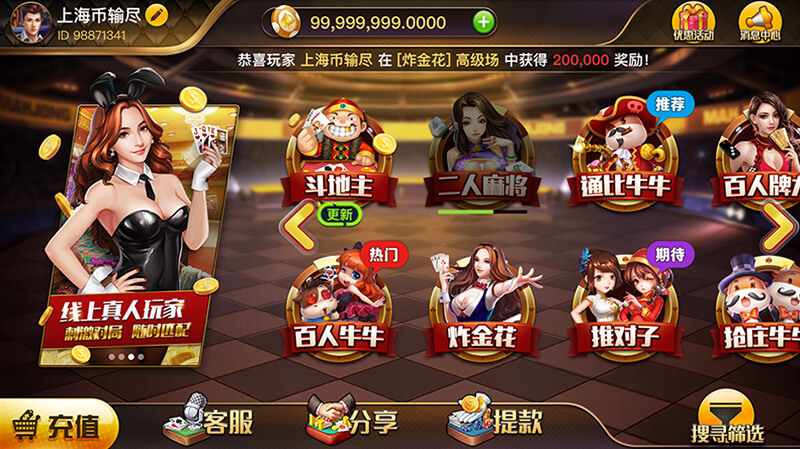 上海币输尽
ID 98871341
99,999,999.0000
优惠活动
消息中心
恭喜玩家 上海币输尽 在 [炸金花] 高级场 中获得 200,000 奖励!
斗地主
更新
二人麻将
推荐
通比牛牛
百人牌九
线上真人玩家
刺激对局 随时匹配
热门
百人牛牛
炸金花
期待
推对子
抢庄牛牛
充值
客服
分享
提款
搜寻筛选